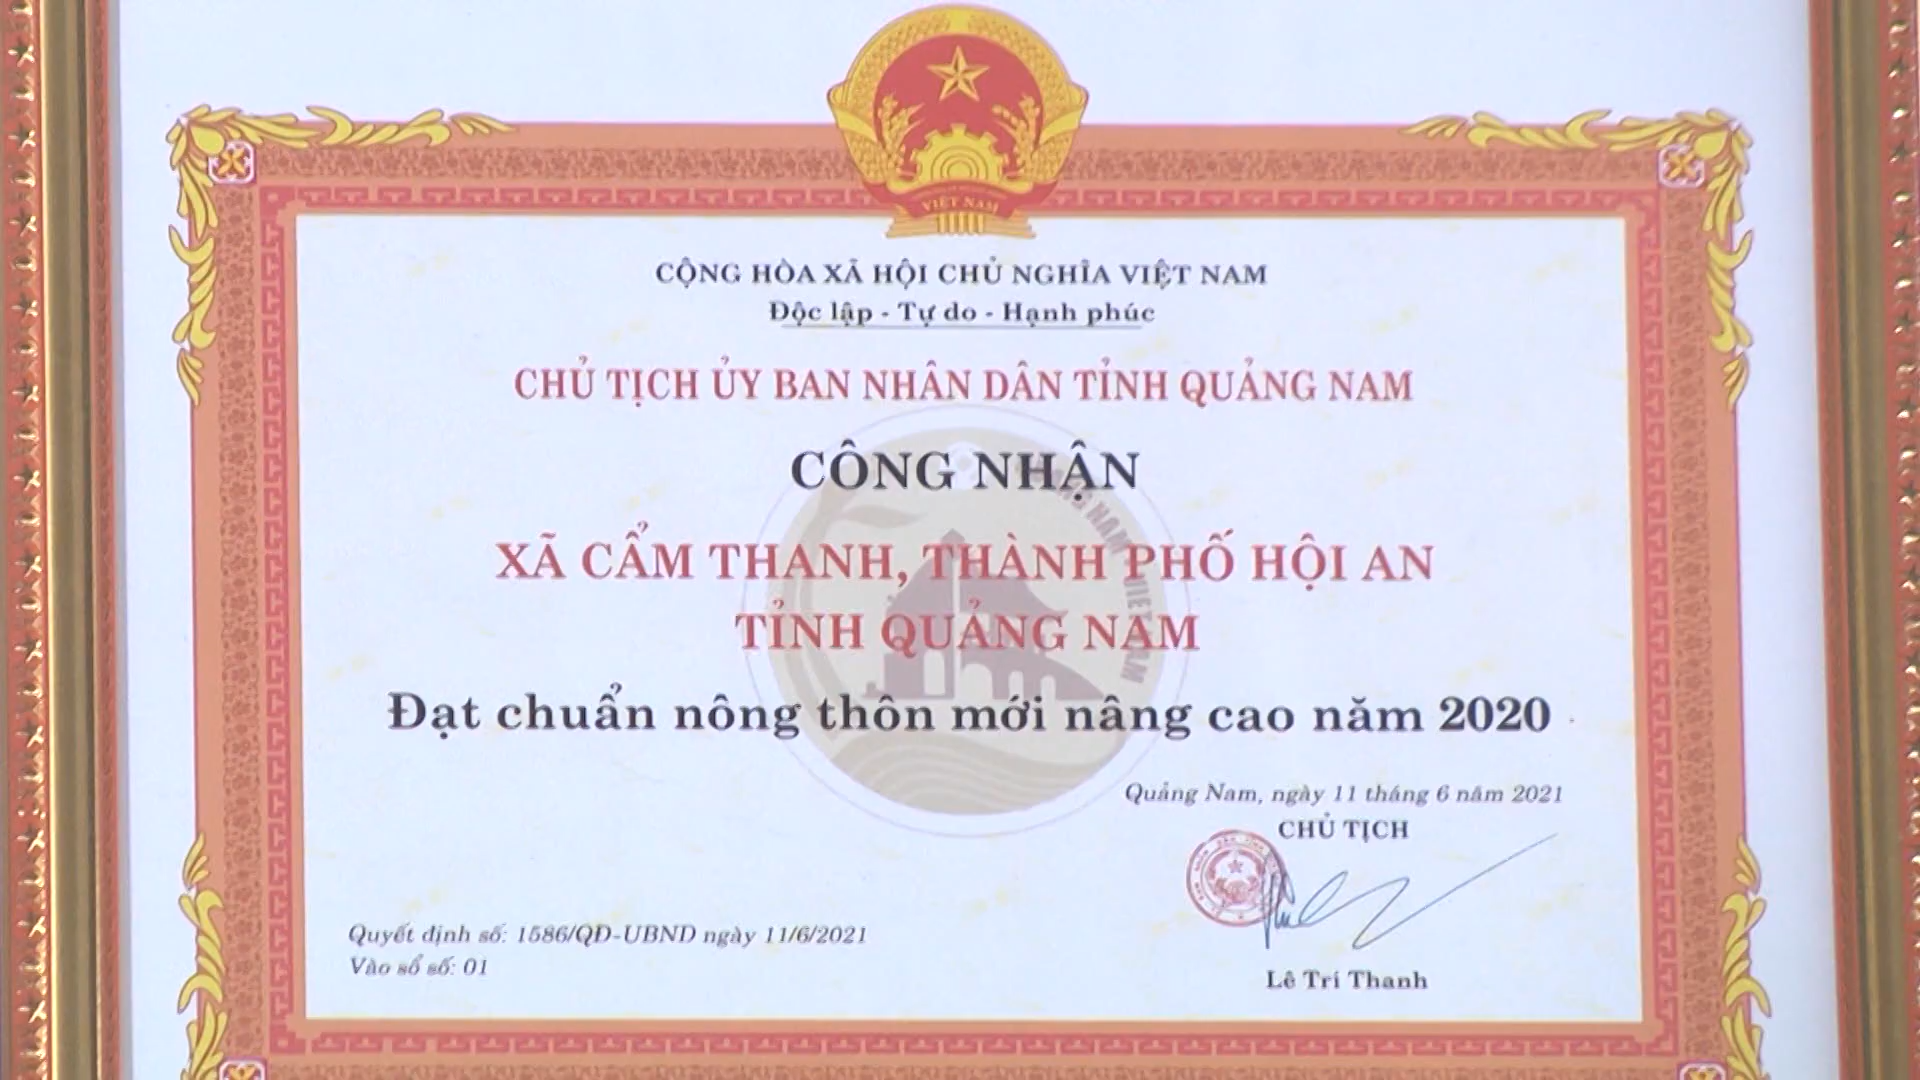 VIỆT NAM
CỘNG HÒA XÃ HỘI CHỦ NGHĨA VIỆT NAM
Độc lập - Tự do - Hạnh phúc
CHỦ TỊCH ỦY BAN NHÂN DÂN TỈNH QUẢNG NAM
CÔNG NHẬN
XÃ CẨM THANH, THÀNH PHỐ HỘI AN
TỈNH QUẢNG NAM
Đạt chuẩn nông thôn mới nâng cao năm 2020
NAM VIET NAM
Quảng Nam, ngày 11 tháng 6 năm 2021
CHỦ TỊCH
Quyết định số: 1586/QĐ-UBND ngày 11/6/2021
Vào sổ số: 01
Lê Trí Thanh